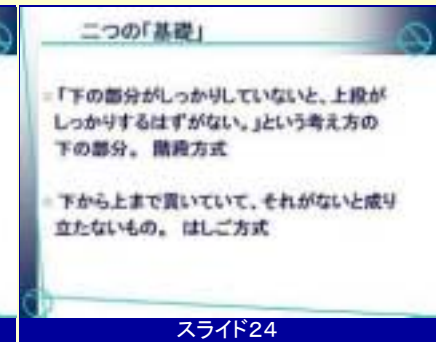 二つの「基礎」
「下の部分がしっかりしていないと、上段が
しっかりするはずがない。」という考え方の
下の部分。 階段方式
下から上まで貫いていて、それがないと成り
立たないもの。 はしご方式
スライド24